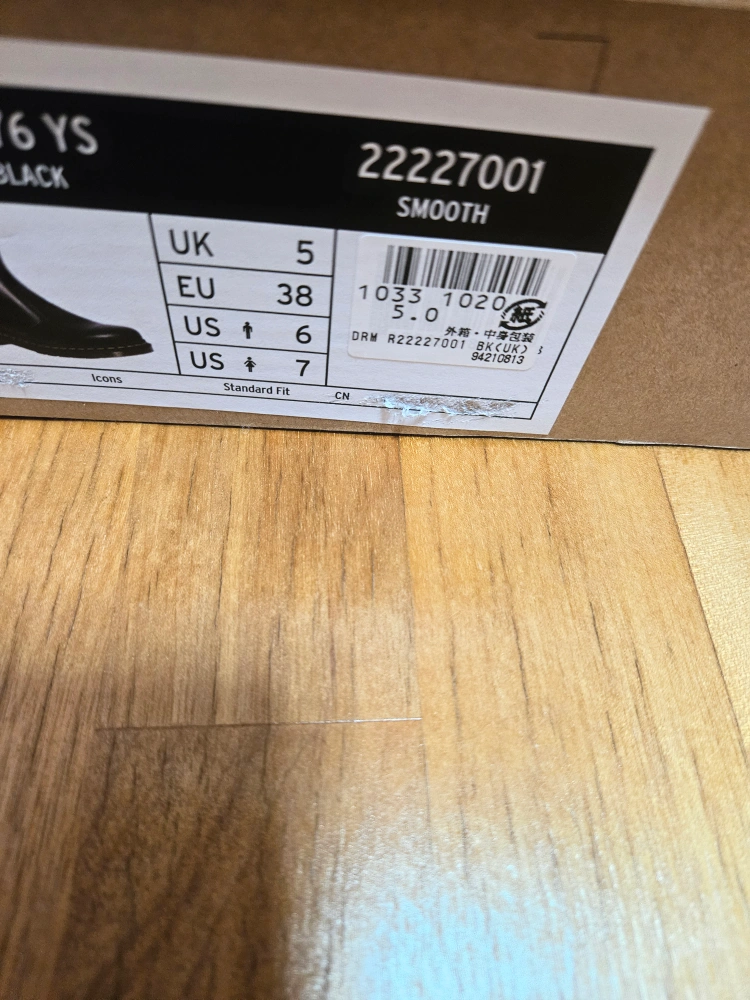 76 YS
BLACK
22227001
SMOOTH
UK 5
EU 38
US 6
US 7
1033 1020
5.0
紙
外箱・中身包装
DRM R22227001 BK(UK)
94210813
Icons
Standard Fit
CN